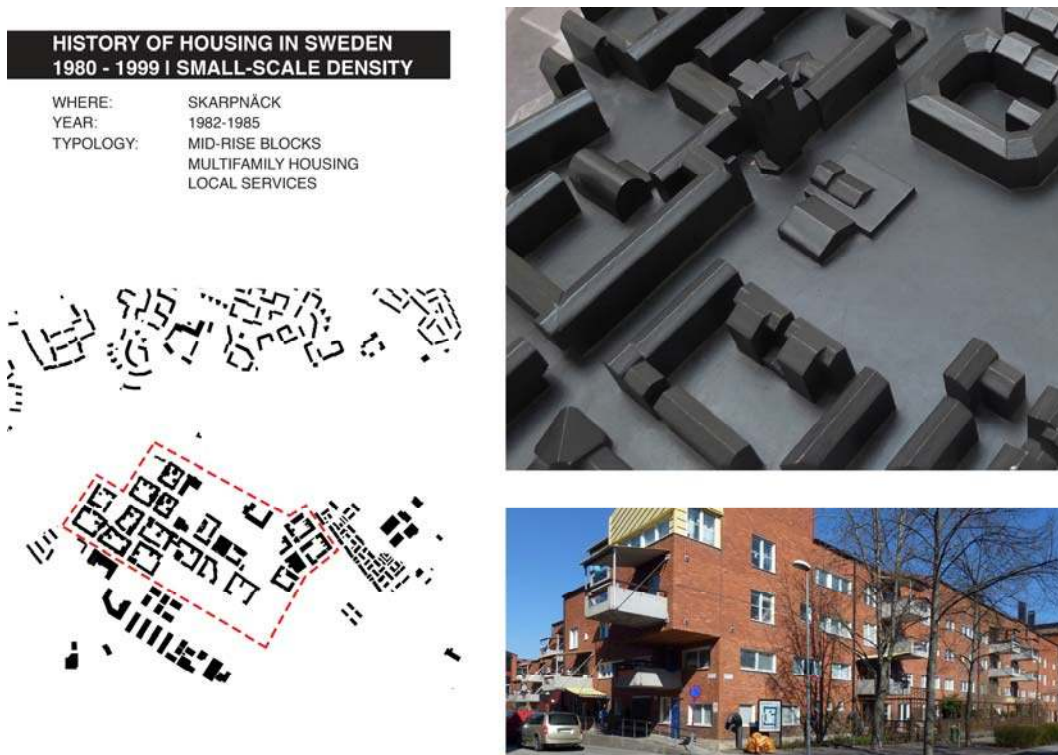 HISTORY OF HOUSING IN SWEDEN
1980 - 1999 I SMALL-SCALE DENSITY
WHERE: SKARPNÄCK
YEAR: 1982-1985
TYPOLOGY: MID-RISE BLOCKS
MULTIFAMILY HOUSING
LOCAL SERVICES